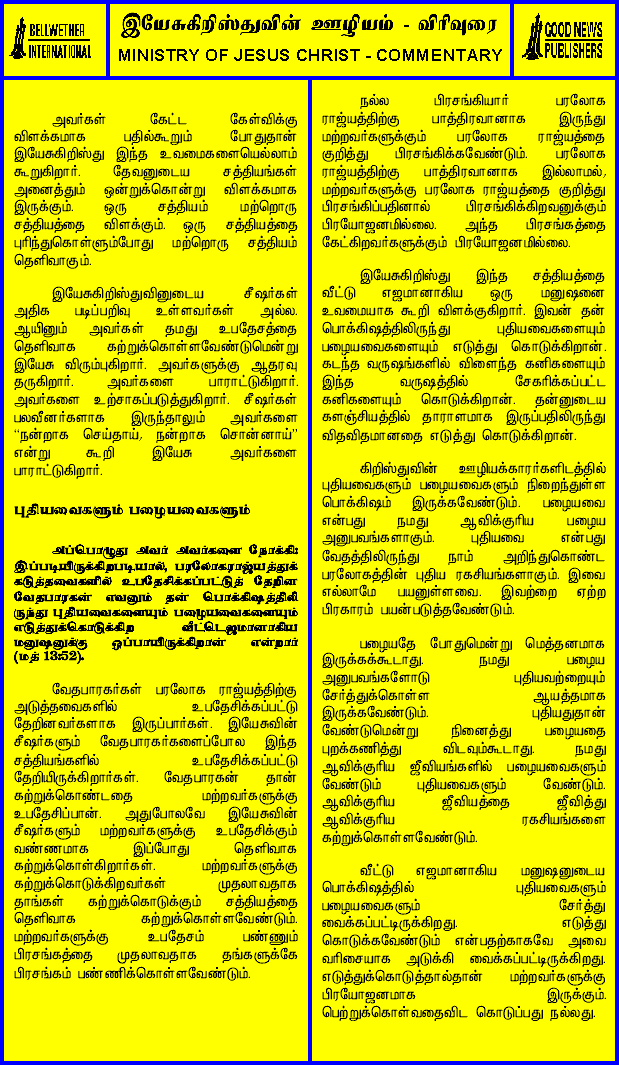 BELLWETHER
INTERNATIONAL
இயேசுகிறிஸ்துவின் ஊழியம் - விரிவுரை
MINISTRY OF JESUS CHRIST - COMMENTARY
GOOD NEWS
PUBLISHERS
அவர்கள் கேட்ட கேள்விக்கு
விளக்கமாக பதில்கூறும் போதுதான்
இயேசுகிறிஸ்து இந்த உவமைகளையெல்லாம்
கூறுகிறார். தேவனுடைய சத்தியங்கள்
அனைத்தும் ஒன்றுக்கொன்று விளக்கமாக
இருக்கும். ஒரு சத்தியம் மற்றொரு
சத்தியத்தை விளக்கும். ஒரு சத்தியத்தை
புரிந்துகொள்ளும்போது மற்றொரு சத்தியம்
தெளிவாகும்.
இயேசுகிறிஸ்துவினுடைய சீஷர்கள்
அதிக படிப்பறிவு உள்ளவர்கள் அல்ல.
ஆயினும் அவர்கள் தமது உபதேசத்தை
தெளிவாக கற்றுக்கொள்ளவேண்டுமென்று
இயேசு விரும்புகிறார். அவர்களுக்கு ஆதரவு
தருகிறார். அவர்களை பாராட்டுகிறார்.
அவர்களை உற்சாகப்படுத்துகிறார். சீஷர்கள்
பலவீனர்களாக இருந்தாலும் அவர்களை
“நன்றாக செய்தாய், நன்றாக சொன்னாய்”
என்று கூறி இயேசு அவர்களை
பாராட்டுகிறார்.
புதியவைகளும் பழையவைகளும்
அப்பொழுது அவர் அவர்களை நோக்கி:
இப்படியிருக்கிறபடியால், பரலோகராஜ்யத்துக்
கடுத்தவைகளில் உபதேசிக்கப்பட்டுத் தேறின
வேதபாரகன் எவனும் தன் பொக்கிஷத்திலி
ருந்து புதியவைகளையும் பழையவைகளையும்
எடுத்துக்கொடுக்கிற வீட்டெஜமானாகிய
மனுஷனுக்கு ஒப்பாயிருக்கிறான் என்றார்
(மத் 13:52).
வேதபாரகர்கள் பரலோக ராஜ்யத்திற்கு
அடுத்தவைகளில் உபதேசிக்கப்பட்டு
தேறினவர்களாக இருப்பார்கள். இயேசுவின்
சீஷர்களும் வேதபாரகர்களைப்போல இந்த
சத்தியங்களில் உபதேசிக்கப்பட்டு
தேறியிருக்கிறார்கள். வேதபாரகன் தான்
கற்றுக்கொண்டதை மற்றவர்களுக்கு
உபதேசிப்பான். அதுபோலவே இயேசுவின்
சீஷர்களும் மற்றவர்களுக்கு உபதேசிக்கும்
வண்ணமாக இப்போது தெளிவாக
கற்றுக்கொள்கிறார்கள். மற்றவர்களுக்கு
கற்றுக்கொடுக்கிறவர்கள் முதலாவதாக
தாங்கள் கற்றுக்கொடுக்கும் சத்தியத்தை
தெளிவாக கற்றுக்கொள்ளவேண்டும்.
மற்றவர்களுக்கு உபதேசம் பண்ணும்
பிரசங்கத்தை முதலாவதாக தங்களுக்கே
பிரசங்கம் பண்ணிக்கொள்ளவேண்டும்.
நல்ல பிரசங்கியார் பரலோக
ராஜ்யத்திற்கு பாத்திரவானாக இருந்து
மற்றவர்களுக்கும் பரலோக ராஜ்யத்தை
குறித்து பிரசங்கிக்கவேண்டும். பரலோக
ராஜ்யத்திற்கு பாத்திரவானாக இல்லாமல்,
மற்றவர்களுக்கு பரலோக ராஜ்யத்தை குறித்து
பிரசங்கிப்பதினால் பிரசங்கிக்கிறவனுக்கும்
பிரயோஜனமில்லை. அந்த பிரசங்கத்தை
கேட்கிறவர்களுக்கும் பிரயோஜனமில்லை.
இயேசுகிறிஸ்து இந்த சத்தியத்தை
வீட்டு எஜமானாகிய ஒரு மனுஷனை
உவமையாக கூறி விளக்குகிறார். இவன் தன்
பொக்கிஷத்திலிருந்து புதியவைகளையும்
பழையவைகளையும் எடுத்து கொடுக்கிறான்.
கடந்த வருஷங்களில் விளைந்த கனிகளையும்
இந்த வருஷத்தில் சேகரிக்கப்பட்ட
கனிகளையும் கொடுக்கிறான். தன்னுடைய
களஞ்சியத்தில் தாராளமாக இருப்பதிலிருந்து
விதவிதமானதை எடுத்து கொடுக்கிறான்.
கிறிஸ்துவின் ஊழியக்காரர்களிடத்தில்
புதியவைகளும் பழையவைகளும் நிறைந்துள்ள
பொக்கிஷம் இருக்கவேண்டும். பழையவை
என்பது நமது ஆவிக்குரிய பழைய
அனுபவங்களாகும். புதியவை என்பது
வேதத்திலிருந்து நாம் அறிந்துகொண்ட
பரலோகத்தின் புதிய ரகசியங்களாகும். இவை
எல்லாமே பயனுள்ளவை. இவற்றை ஏற்ற
பிரகாரம் பயன்படுத்தவேண்டும்.
பழையதே போதுமென்று மெத்தனமாக
இருக்கக்கூடாது. நமது பழைய
அனுபவங்களோடு புதியவற்றையும்
சேர்த்துக்கொள்ள ஆயத்தமாக
இருக்கவேண்டும். புதியதுதான்
வேண்டுமென்று நினைத்து பழையதை
புறக்கணித்து விடவும்கூடாது. நமது
ஆவிக்குரிய ஜீவியங்களில் பழையவைகளும்
வேண்டும் புதியவைகளும் வேண்டும்.
ஆவிக்குரிய ஜீவியத்தை ஜீவித்து
ஆவிக்குரிய ரகசியங்களை
கற்றுக்கொள்ளவேண்டும்.
வீட்டு எஜமானாகிய மனுஷனுடைய
பொக்கிஷத்தில் புதியவைகளும்
பழையவைகளும் சேர்த்து
வைக்கப்பட்டிருக்கிறது. எடுத்து
கொடுக்கவேண்டும் என்பதற்காகவே அவை
வரிசையாக அடுக்கி வைக்கப்பட்டிருக்கிறது.
எடுத்துக்கொடுத்தால்தான் மற்றவர்களுக்கு
பிரயோஜனமாக இருக்கும்.
பெற்றுக்கொள்வதைவிட கொடுப்பது நல்லது.